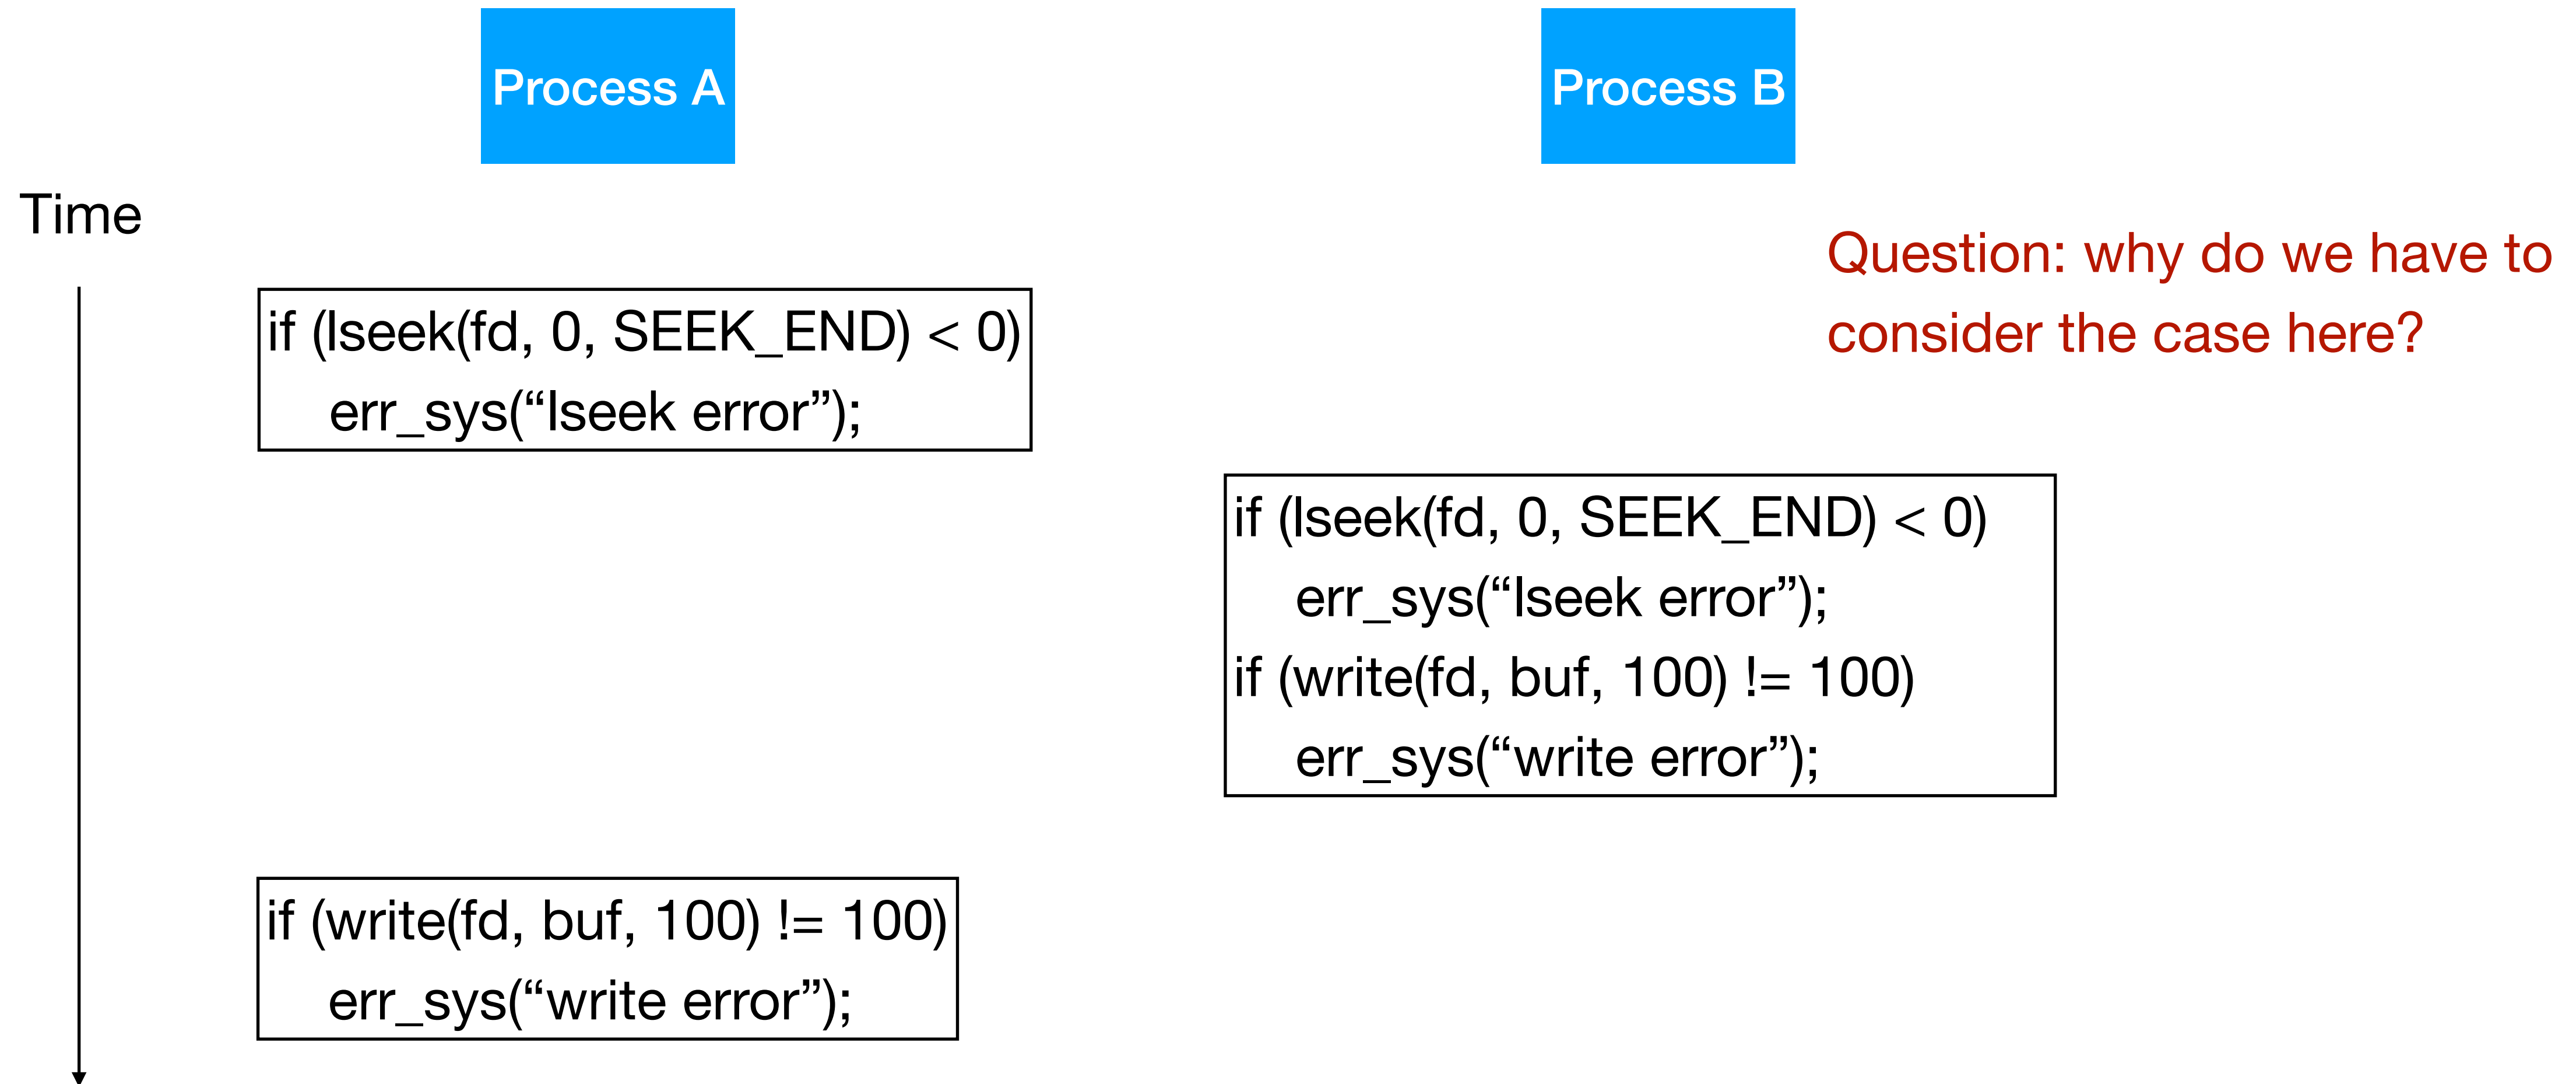 Process A
Process B
Time
Question: why do we have to
consider the case here?
if (lseek(fd, 0, SEEK_END) < 0)
err_sys(“lseek error”);
if (lseek(fd, 0, SEEK_END) < 0)
err_sys(“lseek error”);
if (write(fd, buf, 100) != 100)
err_sys(“write error”);
if (write(fd, buf, 100) != 100)
err_sys(“write error”);